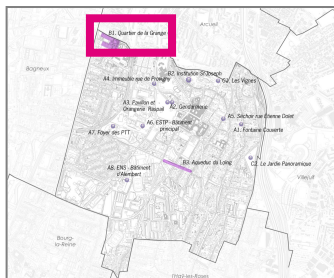 Arcueil
B1. Quartier de la Grange
Bagneux
B2. Institution St Joseph
A4. Immeuble rue de Provigny
C1. Les Vignes
A3. Pavillon et
Orangerie Raspail
A2. Gendarmerie
A5. Séchoir rue Etienne Dolet
A6. ESTP - Bâtiment
principal
A1. Fontaine Couverte
A7. Foyer des PTT
B3. Aqueduc du Loing
C2. Le Jardin Panoramique
A8. ENS - Bâtiment
d'Alembert
Villejuif
Bourg-
la-Reine
L'Haÿ-les-Roses